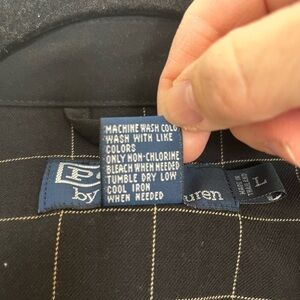 MACHINE WASH COLD
WASH WITH LIKE
COLORS
ONLY NON-CHLORINE
BLEACH WHEN NEEDED
TUMBLE DRY LOW
COOL IRON
WHEN NEEDED
by
uren
L